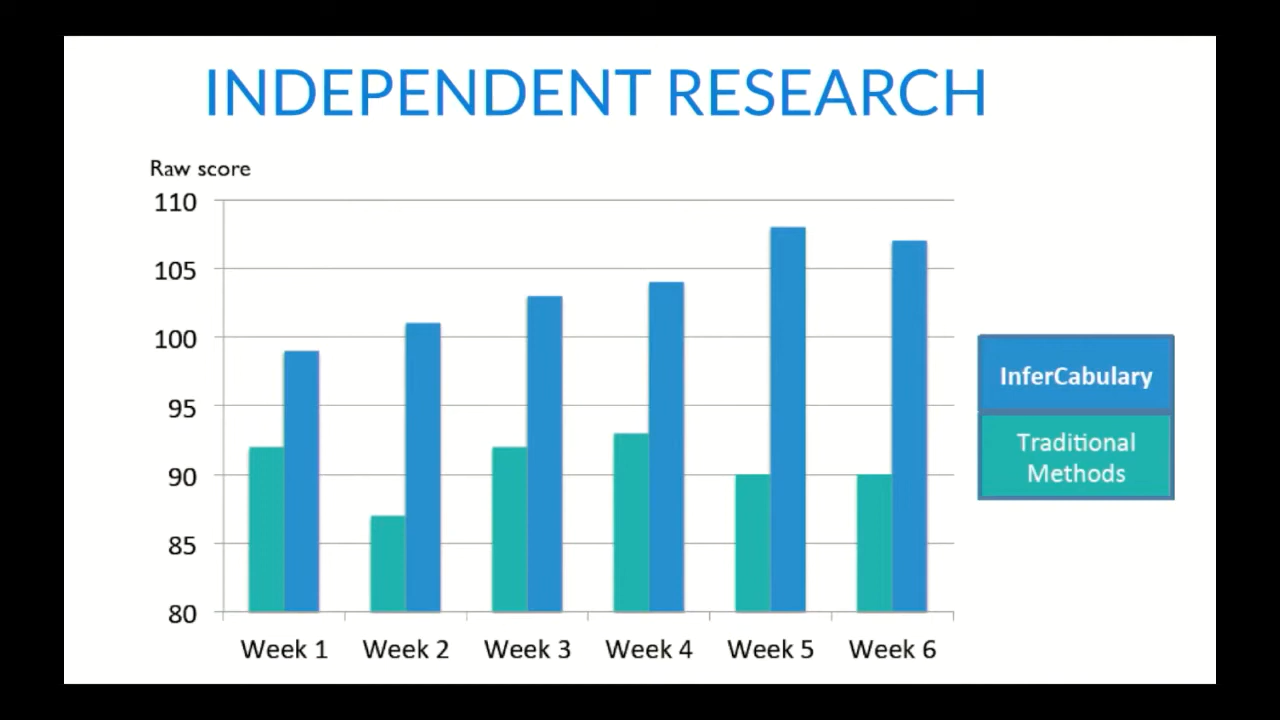 INDEPENDENT RESEARCH
Raw score
110
105
100
95
90
85
80
Week 1 Week 2 Week 3 Week 4 Week 5 Week 6
InferCabulary
Traditional
Methods